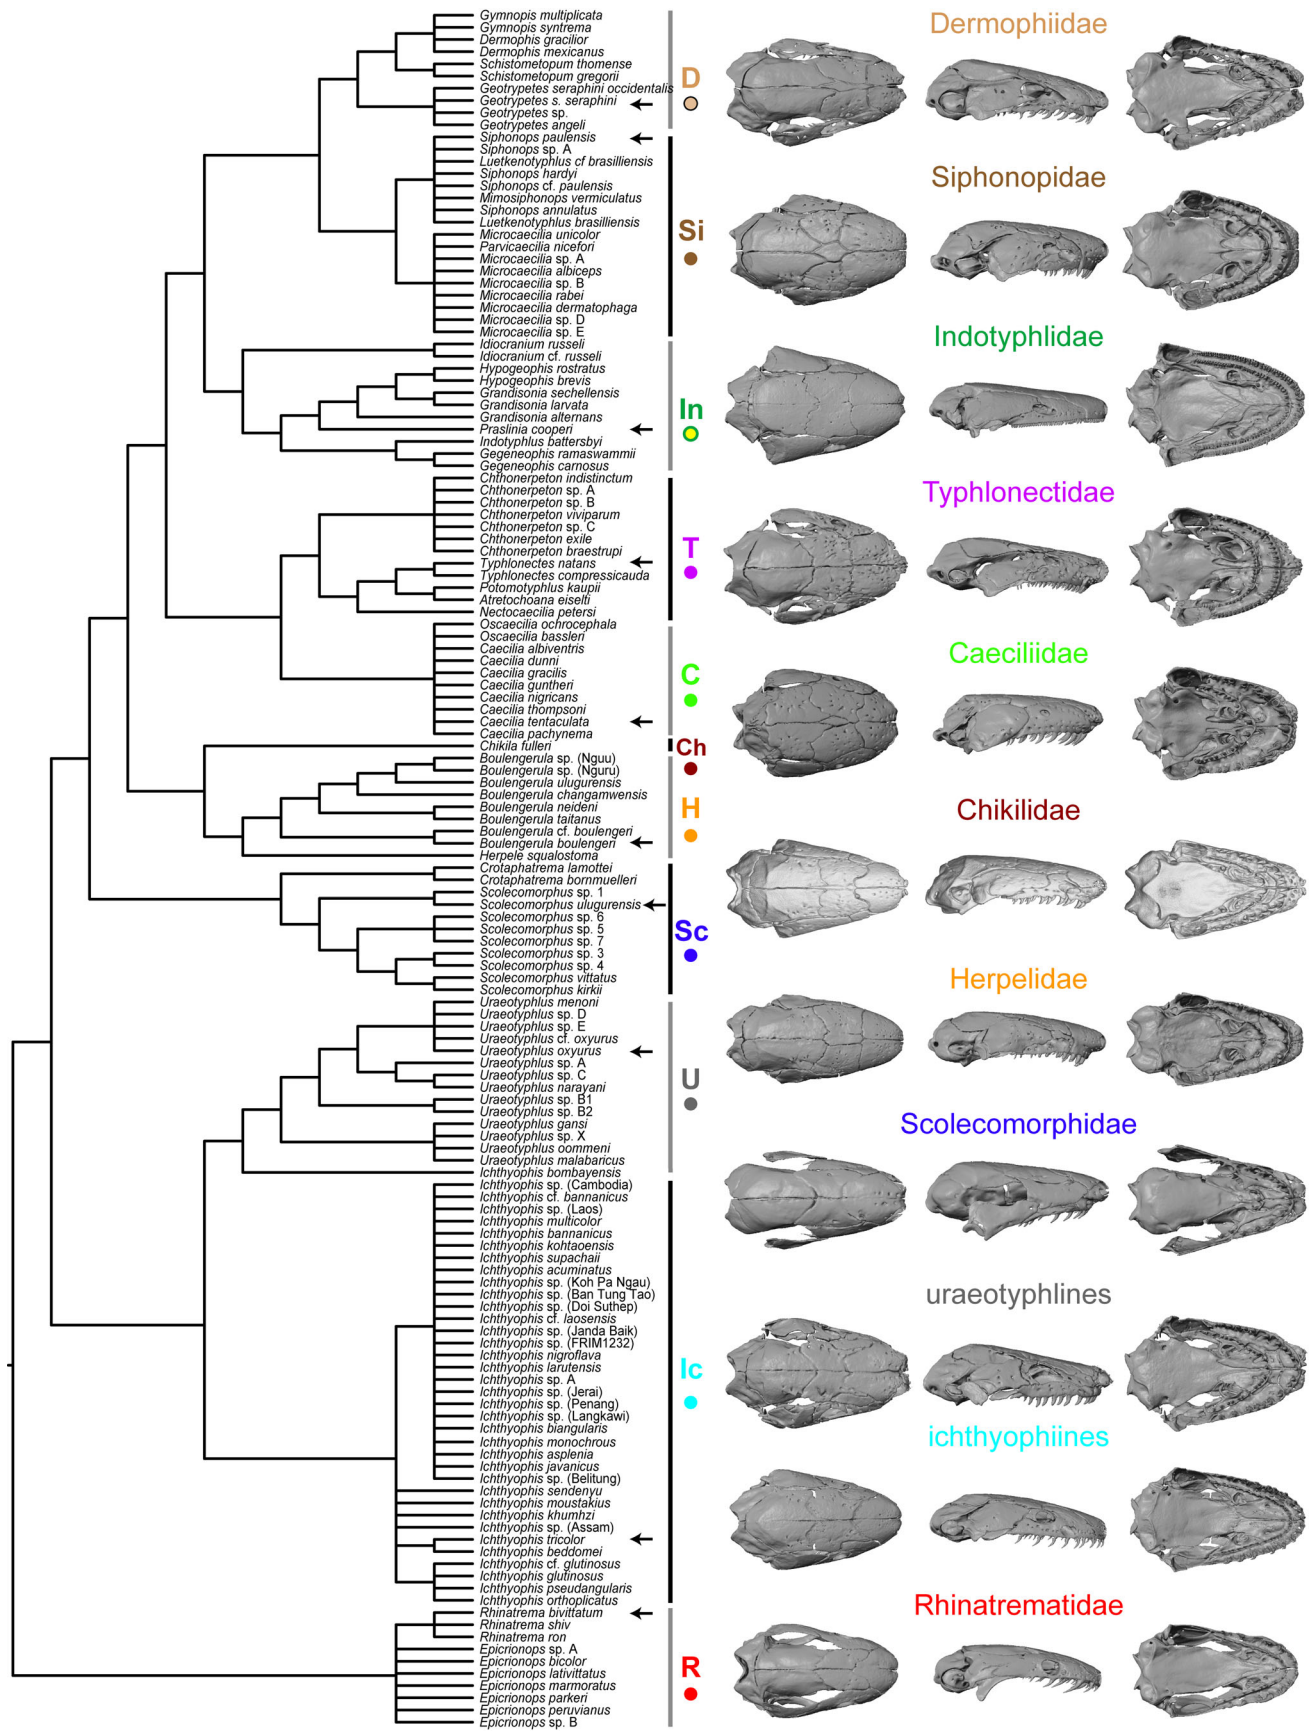 Gymnopis multiplicata
Gymnopis syntrema
Dermophis gracilior
Dermophis mexicanus
Schistometopum thomense
Schistometopum gregorii
Geotrypetes seraphini occidentalis
Geotrypetes s. seraphini
Geotrypetes sp.
Geotrypetes angeli
Siphonops paulensis
Siphonops sp. A
Luetkenotyphlus cf brasilliensis
Siphonops hardyi
Siphonops cf. paulensis
Mimosiphonops vermiculatus
Siphonops annulatus
Luetkenotyphlus brasilliensis
Microcaecilia unicolor
Parvicaecilia nicefori
Microcaecilia sp. A
Microcaecilia albiceps
Microcaecilia sp. B
Microcaecilia rabei
Microcaecilia dermatophaga
Microcaecilia sp. D
Microcaecilia sp. E
Idiocranium russeli
Idiocranium cf. russeli
Hypogeophis rostratus
Hypogeophis brevis
Grandisonia sechellensis
Grandisonia larvata
Grandisonia alternans
Praslinia cooperi
Indotyphlus battersbyi
Gegeneophis ramaswammii
Gegeneophis carnosus
Chthonerpeton indistinctum
Chthonerpeton sp. A
Chthonerpeton sp. B
Chthonerpeton viviparum
Chthonerpeton sp. C
Chthonerpeton exile
Chthonerpeton braestrupi
Typhlonectes natans
Typhlonectes compressicauda
Potomotyphlus kaupii
Atretochoana eiselti
Nectocaecilia petersi
Oscaecilia ochrocephala
Oscaecilia bassleri
Caecilia albiventris
Caecilia dunni
Caecilia gracilis
Caecilia guntheri
Caecilia nigricans
Caecilia thompsoni
Caecilia tentaculata
Caecilia pachynema
Chikila fulleri
Boulengerula sp. (Nguu)
Boulengerula sp. (Nguru)
Boulengerula ulugurensis
Boulengerula changamwensis
Boulengerula neideni
Boulengerula taitanus
Boulengerula cf. boulengeri
Boulengerula boulengeri
Herpele squalostoma
Crotaphatrema lamottei
Crotaphatrema bornmuelleri
Scolecomorphus sp. 1
Scolecomorphus ulugurensis
Scolecomorphus sp. 6
Scolecomorphus sp. 5
Scolecomorphus sp. 7
Scolecomorphus sp. 3
Scolecomorphus sp. 4
Scolecomorphus vittatus
Scolecomorphus kirkii
Uraeotyphlus menoni
Uraeotyphlus sp. D
Uraeotyphlus sp. E
Uraeotyphlus cf. oxyurus
Uraeotyphlus oxyurus
Uraeotyphlus sp. A
Uraeotyphlus sp. C
Uraeotyphlus narayani
Uraeotyphlus sp. B1
Uraeotyphlus sp. B2
Uraeotyphlus gansi
Uraeotyphlus sp. X
Uraeotyphlus oommeni
Uraeotyphlus malabaricus
Ichthyophis bombayensis
Ichthyophis sp. (Cambodia)
Ichthyophis cf. bannanicus
Ichthyophis sp. (Laos)
Ichthyophis multicolor
Ichthyophis bannanicus
Ichthyophis kohtaoensis
Ichthyophis supachaii
Ichthyophis acuminatus
Ichthyophis sp. (Koh Pa Ngau)
Ichthyophis sp. (Ban Tung Tao)
Ichthyophis sp. (Doi Suthep)
Ichthyophis cf. laosensis
Ichthyophis sp. (Janda Baik)
Ichthyophis sp. (FRIM1232)
Ichthyophis nigroflava
Ichthyophis larutensis
Ichthyophis sp. A
Ichthyophis sp. (Jerai)
Ichthyophis sp. (Penang)
Ichthyophis sp. (Langkawi)
Ichthyophis biangularis
Ichthyophis monochrous
Ichthyophis asplenia
Ichthyophis javanicus
Ichthyophis sp. (Belitung)
Ichthyophis sendenyu
Ichthyophis moustakius
Ichthyophis khumhzi
Ichthyophis sp. (Assam)
Ichthyophis tricolor
Ichthyophis beddomei
Ichthyophis cf. glutinosus
Ichthyophis glutinosus
Ichthyophis pseudangularis
Ichthyophis orthoplicatus
Rhinatrema bivittatum
Rhinatrema shiv
Rhinatrema ron
Epicrionops sp. A
Epicrionops bicolor
Epicrionops lativittatus
Epicrionops marmoratus
Epicrionops parkeri
Epicrionops peruvianus
Epicrionops sp. B
D
Si
In
T
C
Ch
H
Sc
U
Ic
R
Dermophiidae
Siphonopidae
Indotyphlidae
Typhlonectidae
Caeciliidae
Chikilidae
Herpelidae
Scolecomorphidae
uraeotyphlines
ichthyophiines
Rhinatrematidae